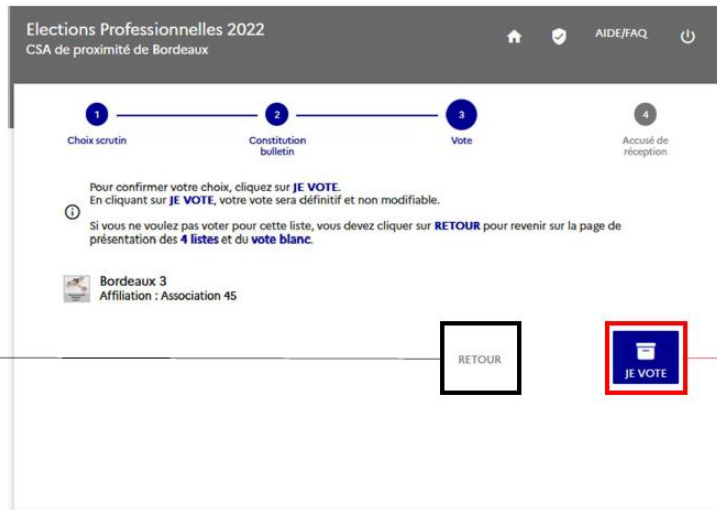 Elections Professionnelles 2022
CSA de proximité de Bordeaux
AIDE/FAQ
1
2
3
4
Choix scrutin
Constitution
bulletin
Vote
Accusé de
réception
Pour confirmer votre choix, cliquez sur JE VOTE.
En cliquant sur JE VOTE, votre vote sera définitif et non modifiable.
Si vous ne voulez pas voter pour cette liste, vous devez cliquer sur RETOUR pour revenir sur la page de
présentation des 4 listes et du vote blanc.
Bordeaux 3
Affiliation : Association 45
RETOUR
JE VOTE